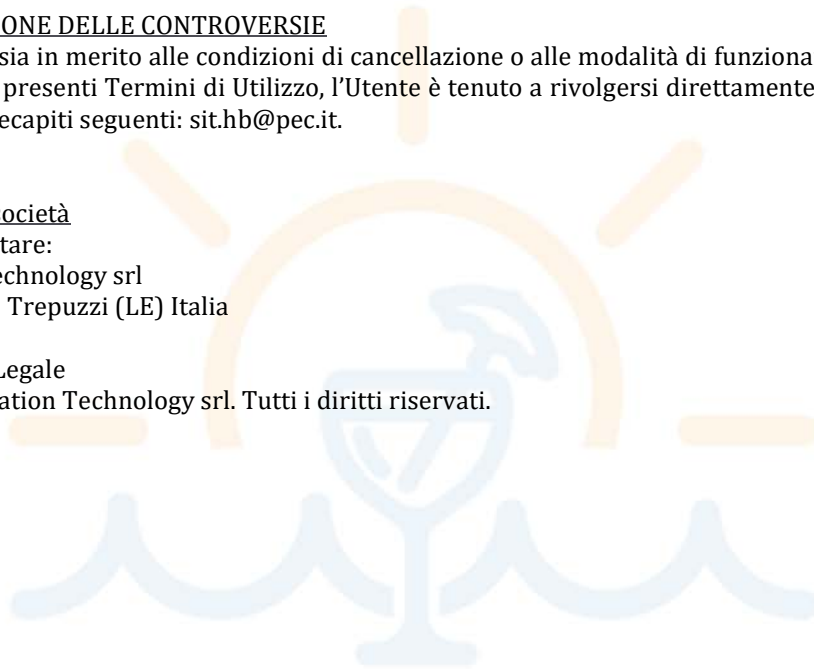 ONE DELLE CONTROVERSIE
sia in merito alle condizioni di cancellazione o alle modalità di funziona
presenti Termini di Utilizzo, l’Utente è tenuto a rivolgersi direttamente
ecapiti seguenti: sit.hb@pec.it.
società
tare:
echnology srl
Trepuzzi (LE) Italia
Legale
ation Technology srl. Tutti i diritti riservati.